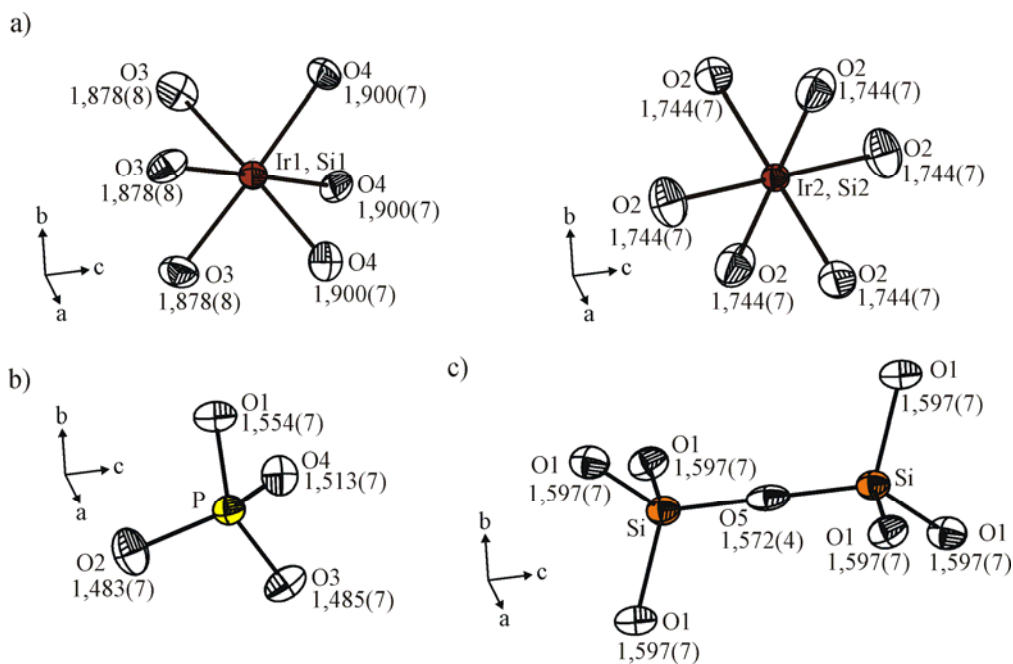 a)
O3
1,878(8)
O4
1,900(7)
O3
1,878(8)
Ir1, Si1
O4
1,900(7)
O3
1,878(8)
O4
1,900(7)
b
c
a
O2
1,744(7)
O2
1,744(7)
O2
1,744(7)
Ir2, Si2
O2
1,744(7)
O2
1,744(7)
O2
1,744(7)
b
c
a
b)
b
c
a
O1
1,554(7)
O4
1,513(7)
P
O2
1,483(7)
O3
1,485(7)
c)
O1
1,597(7)
O1
1,597(7)
O1
1,597(7)
Si
O5
1,572(4)
Si
O1
1,597(7)
O1
1,597(7)
O1
1,597(7)
b
c
a